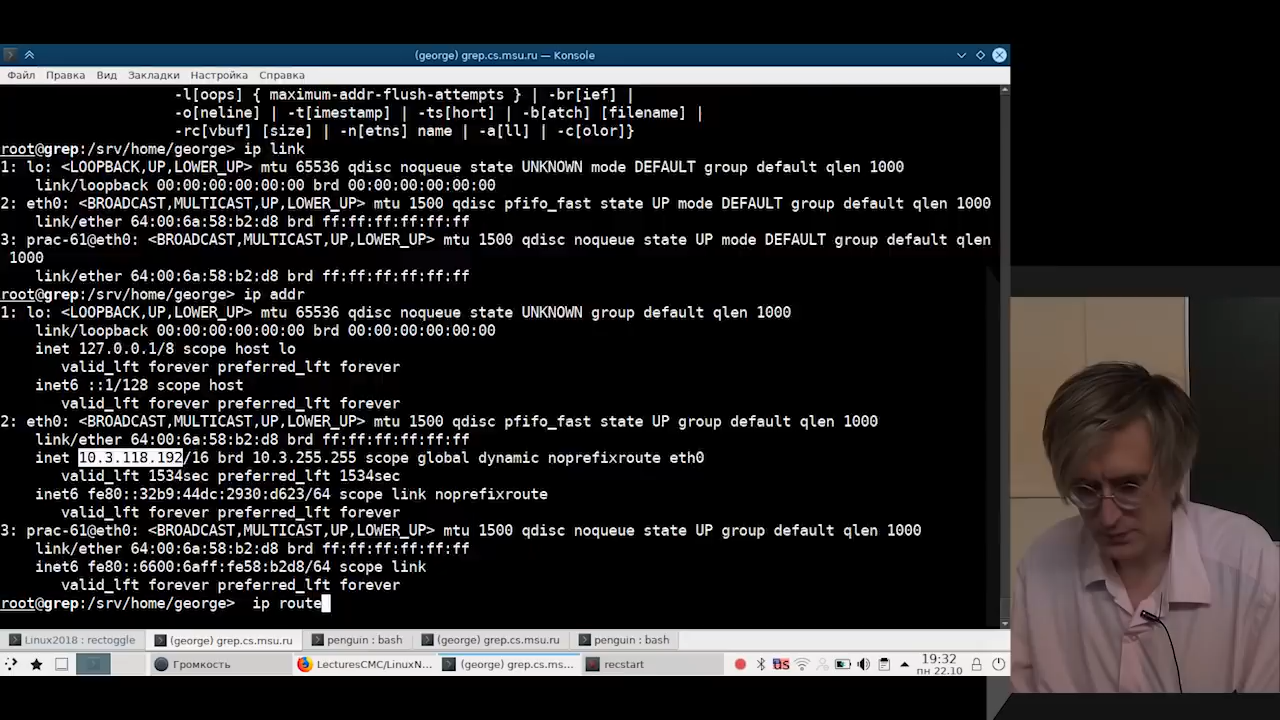 (george) grep.cs.msu.ru — Konsole
Файл Правка Вид Закладки Настройка Справка
-l[oops] { maximum-addr-flush-attempts } | -br[ief] |
-o[neline] | -t[imestamp] | -ts[hort] | -b[atch] [filename] |
-rc[vbuf] [size] | -n[etns] name | -a[ll] | -c[olor]}
root@grep:/srv/home/george> ip link
1: lo: <LOOPBACK,UP,LOWER_UP> mtu 65536 qdisc noqueue state UNKNOWN mode DEFAULT group default qlen 1000
link/loopback 00:00:00:00:00:00 brd 00:00:00:00:00:00
2: eth0: <BROADCAST,MULTICAST,UP,LOWER_UP> mtu 1500 qdisc pfifo_fast state UP mode DEFAULT group default qlen 1000
link/ether 64:00:6a:58:b2:d8 brd ff:ff:ff:ff:ff:ff
3: prac-61@eth0: <BROADCAST,MULTICAST,UP,LOWER_UP> mtu 1500 qdisc noqueue state UP mode DEFAULT group default qlen
1000
link/ether 64:00:6a:58:b2:d8 brd ff:ff:ff:ff:ff:ff
root@grep:/srv/home/george> ip addr
1: lo: <LOOPBACK,UP,LOWER_UP> mtu 65536 qdisc noqueue state UNKNOWN group default qlen 1000
link/loopback 00:00:00:00:00:00 brd 00:00:00:00:00:00
inet 127.0.0.1/8 scope host lo
valid_lft forever preferred_lft forever
inet6 ::1/128 scope host
valid_lft forever preferred_lft forever
2: eth0: <BROADCAST,MULTICAST,UP,LOWER_UP> mtu 1500 qdisc pfifo_fast state UP group default qlen 1000
link/ether 64:00:6a:58:b2:d8 brd ff:ff:ff:ff:ff:ff
inet 10.3.118.192/16 brd 10.3.255.255 scope global dynamic noprefixroute eth0
valid_lft 1534sec preferred_lft 1534sec
inet6 fe80::32b9:44dc:2930:d623/64 scope link noprefixroute
valid_lft forever preferred_lft forever
3: prac-61@eth0: <BROADCAST,MULTICAST,UP,LOWER_UP> mtu 1500 qdisc noqueue state UP group default qlen 1000
link/ether 64:00:6a:58:b2:d8 brd ff:ff:ff:ff:ff:ff
inet6 fe80::6600:6aff:fe58:b2d8/64 scope link
valid_lft forever preferred_lft forever
root@grep:/srv/home/george> ip route
Linux2018 : rectoggle (george) grep.cs.msu.ru penguin : bash (george) grep.cs.msu.ru penguin : bash
Громкость LecturesCMC/LinuxN... (george) grep.cs.ms... recstart US 19:32
пн 22.10